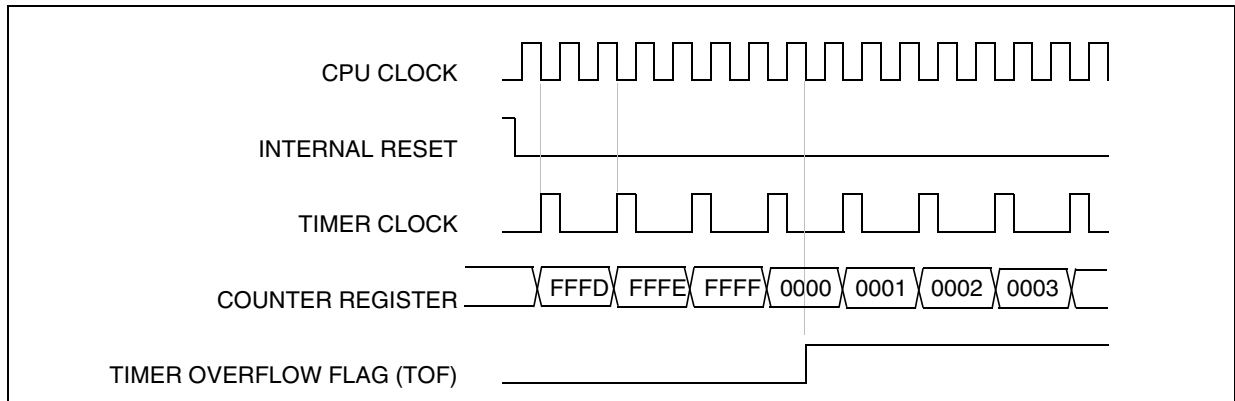 CPU CLOCK
INTERNAL RESET
TIMER CLOCK
COUNTER REGISTER FFFD FFFE FFFF 0000 0001 0002 0003
TIMER OVERFLOW FLAG (TOF)